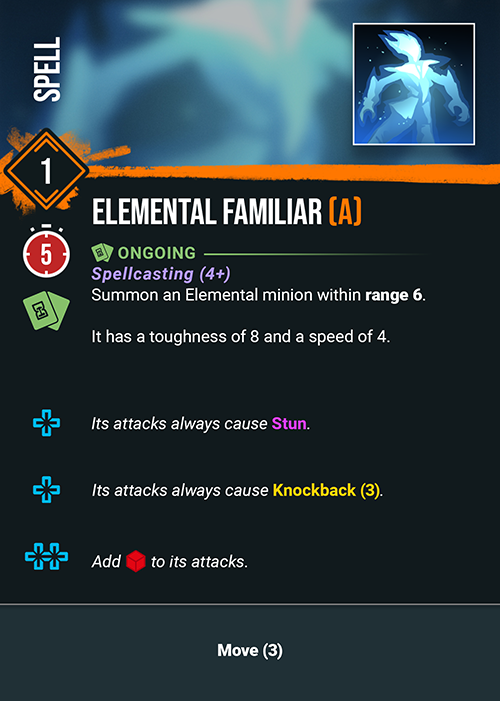 SPELL
1
ELEMENTAL FAMILIAR (A)
5
ONGOING
Spellcasting (4+)
Summon an Elemental minion within range 6.
It has a toughness of 8 and a speed of 4.
Its attacks always cause Stun.
Its attacks always cause Knockback (3).
Add to its attacks.
Move (3)